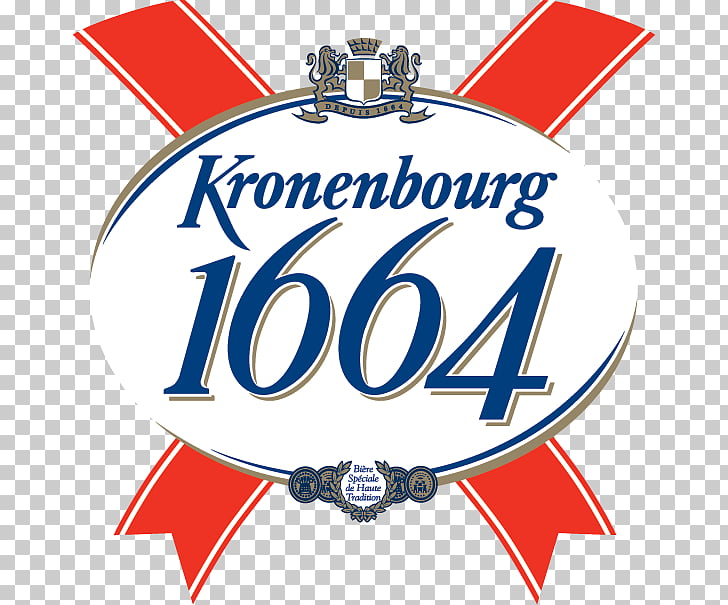 DEPUIS 1664
Kronenbourg
1664
Bière
Spéciale
de Haute
Tradition